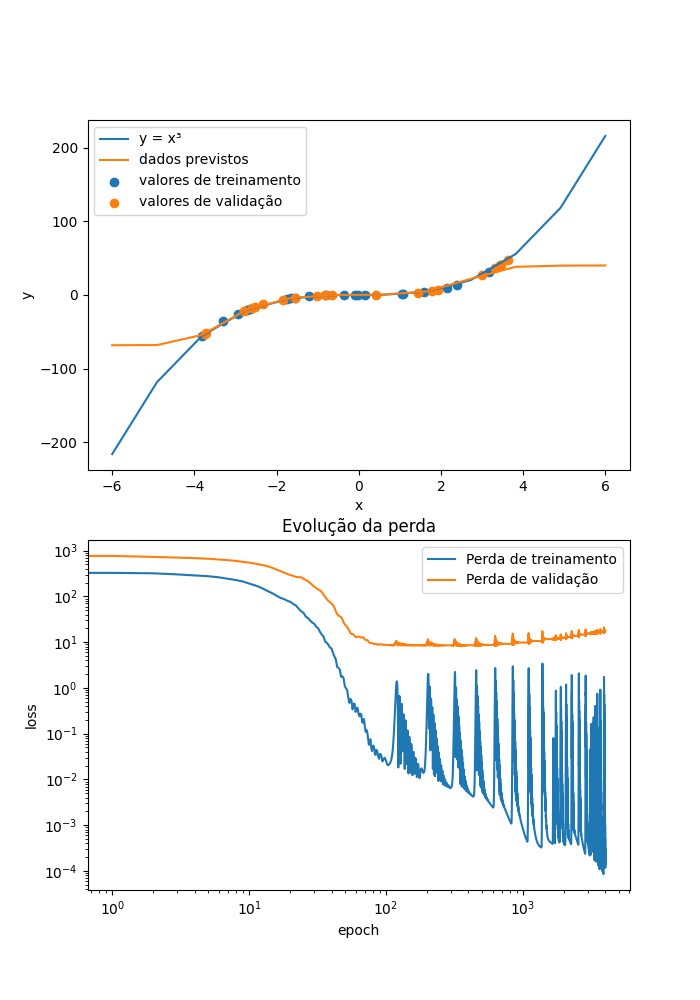 y = x³
dados previstos
valores de treinamento
valores de validação
200
100
0
−100
−200
y
−6 −4 −2 0 2 4 6
x
Evolução da perda
Perda de treinamento
Perda de validação
10³
10²
10¹
10⁰
10⁻¹
10⁻²
10⁻³
10⁻⁴
loss
10⁰ 10¹ 10² 10³
epoch